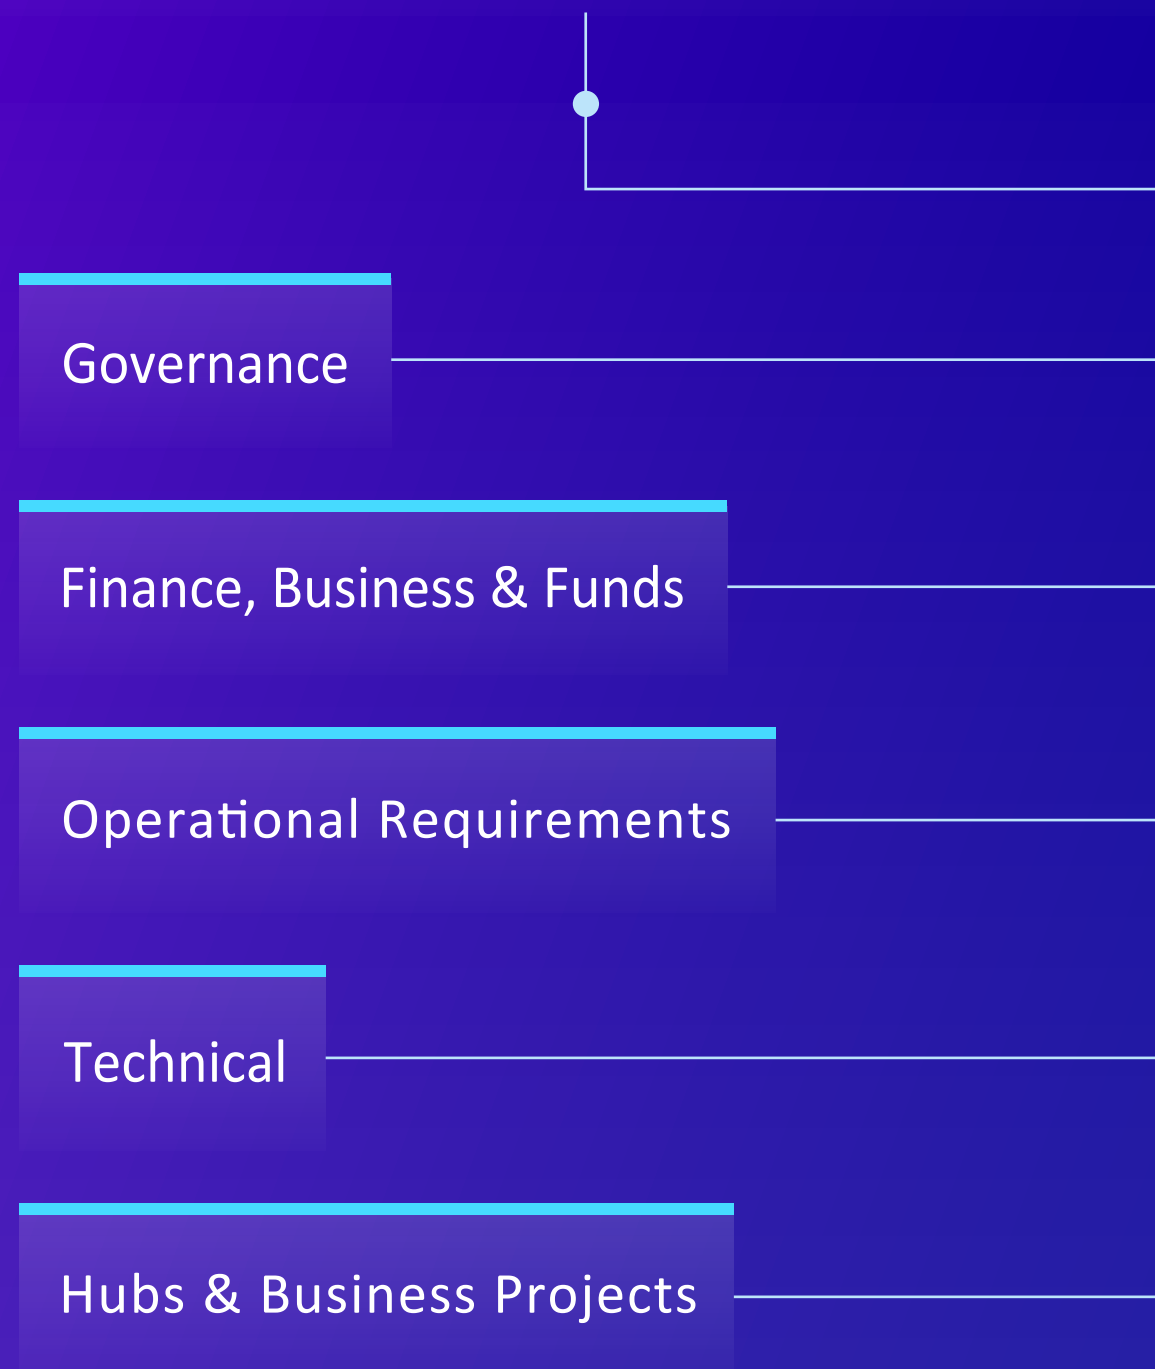 Governance
Finance, Business & Funds
Operational Requirements
Technical
Hubs & Business Projects